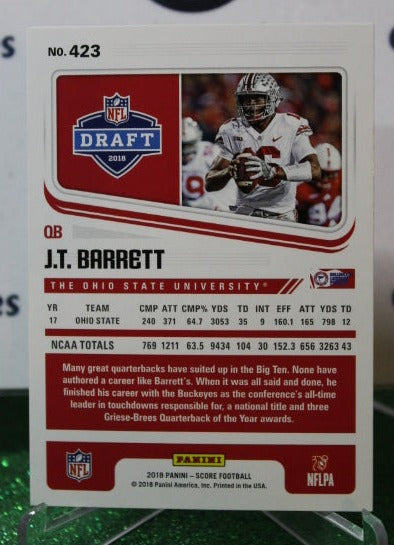 NO. 423
NFL
DRAFT
2018
16
QB
J.T. BARRETT
THE OHIO STATE UNIVERSITY®
YR TEAM CMP ATT CMP% YDS TD INT EFF ATT YDS TD
17 OHIO STATE 240 371 64.7 3053 35 9 160.1 165 798 12
NCAA TOTALS 769 1211 63.5 9434 104 30 152.3 656 3263 43
Many great quarterbacks have suited up in the Big Ten. None have
authored a career like Barrett's. When it was all said and done, he
finished his career with the Buckeyes as the conference's all-time
leader in touchdowns responsible for, a national title and three
Griese-Brees Quarterback of the Year awards.
NFL
PANINI
NFLPA
2018 PANINI – SCORE FOOTBALL
© 2018 Panini America, Inc. Printed in the USA.